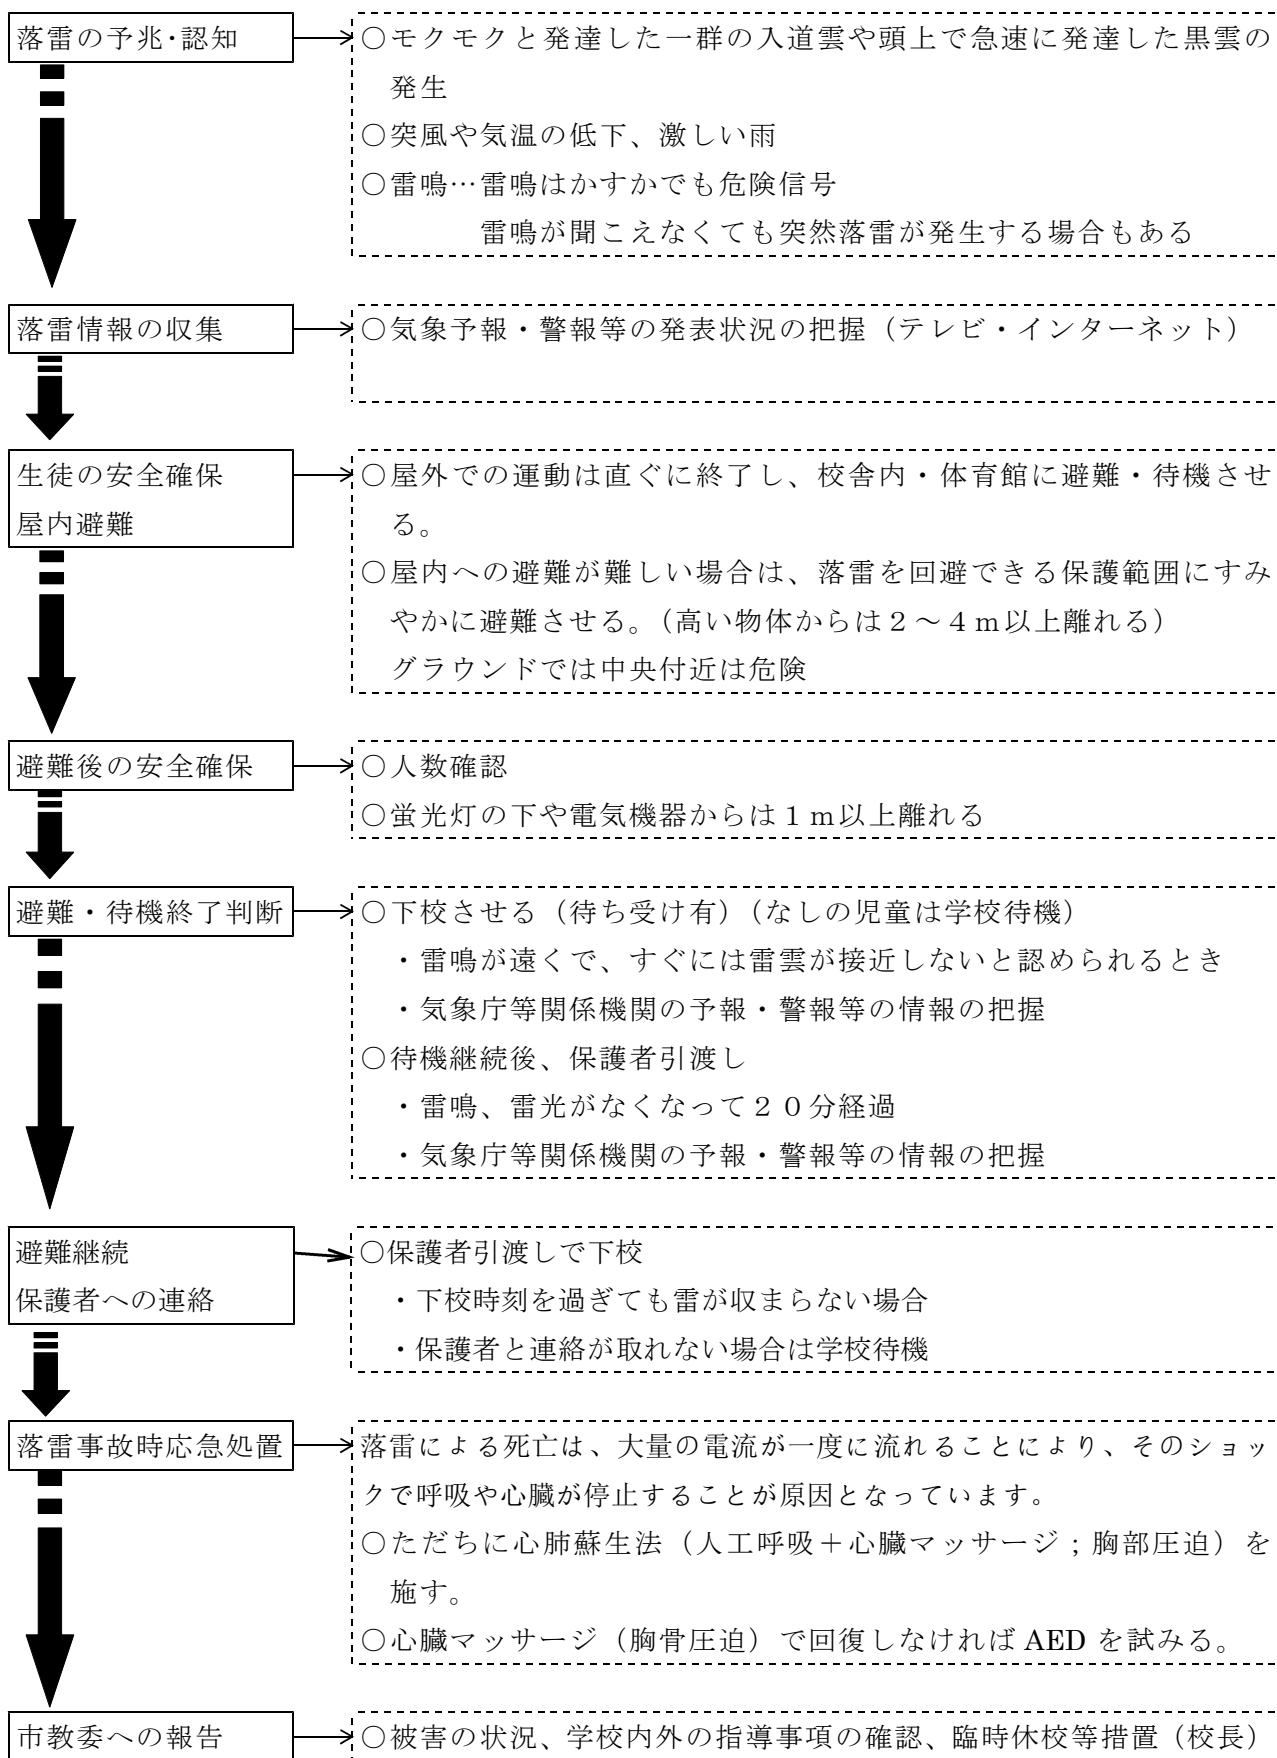 落雷の予兆・認知
〇モクモクと発達した一群の入道雲や頭上で急速に発達した黒雲の
発生
〇突風や気温の低下、激しい雨
〇雷鳴…雷鳴はかすかでも危険信号
雷鳴が聞こえなくても突然落雷が発生する場合もある
落雷情報の収集
〇気象予報・警報等の発表状況の把握（テレビ・インターネット）
生徒の安全確保
屋内避難
〇屋外での運動は直ぐに終了し、校舎内・体育館に避難・待機させ
る。
〇屋内への避難が難しい場合は、落雷を回避できる保護範囲にすみ
やかに避難させる。（高い物体からは２～４ｍ以上離れる）
グラウンドでは中央付近は危険
避難後の安全確保
〇人数確認
〇蛍光灯の下や電気機器からは１ｍ以上離れる
避難・待機終了判断
〇下校させる（待ち受け有）（なしの児童は学校待機）
・雷鳴が遠くで、すぐには雷雲が接近しないと認められるとき
・気象庁等関係機関の予報・警報等の情報の把握
〇待機継続後、保護者引渡し
・雷鳴、雷光がなくなって２０分経過
・気象庁等関係機関の予報・警報等の情報の把握
避難継続
保護者への連絡
〇保護者引渡しで下校
・下校時刻を過ぎても雷が収まらない場合
・保護者と連絡が取れない場合は学校待機
落雷事故時応急処置
落雷による死亡は、大量の電流が一度に流れることにより、そのショッ
クで呼吸や心臓が停止することが原因となっています。
〇ただちに心肺蘇生法（人工呼吸＋心臓マッサージ；胸部圧迫）を
施す。
〇心臓マッサージ（胸骨圧迫）で回復しなければ AED を試みる。
市教委への報告
〇被害の状況、学校内外の指導事項の確認、臨時休校等措置（校長）